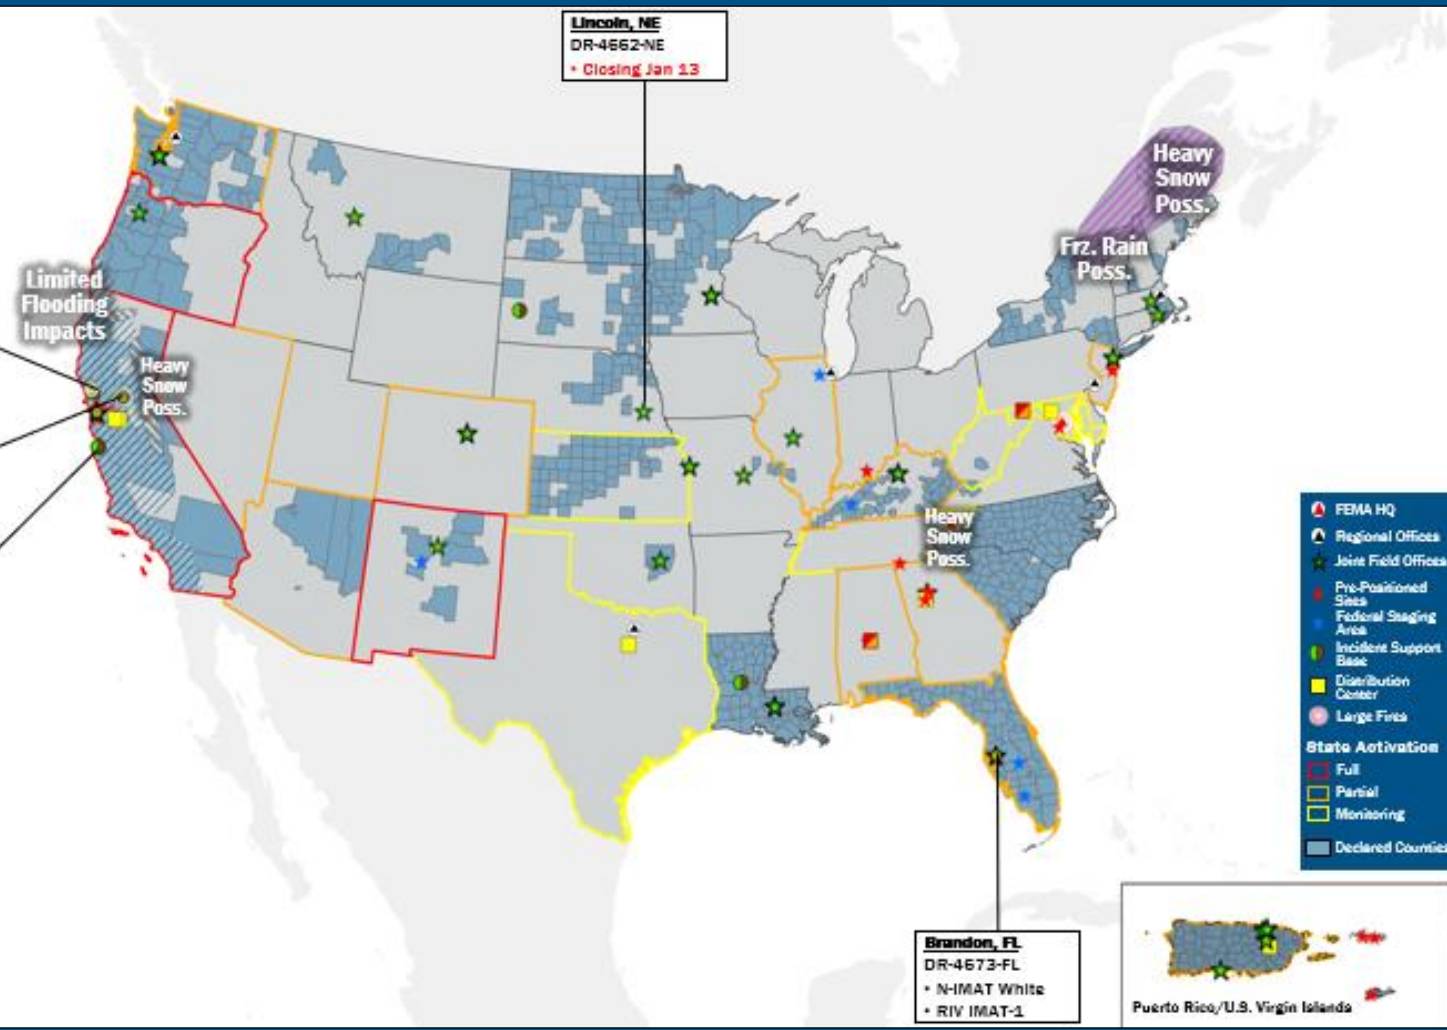 Lincoln, NE
DR-4662-NE
• Closing Jan 13
Heavy
Snow
Poss.
Frz. Rain
Poss.
Limited
Flooding
Impacts
Heavy
Snow
Poss.
Heavy
Snow
Poss.
FEMA HQ
Regional Offices
Joint Field Offices
Pre-Positioned
Sites
Federal Staging
Area
Incident Support
Base
Distribution
Center
Large Fires
State Activation
Full
Partial
Monitoring
Declared Counties
Brandon, FL
DR-4673-FL
• N-IMAT White
• RIV IMAT-1
Puerto Rico/U.S. Virgin Islands